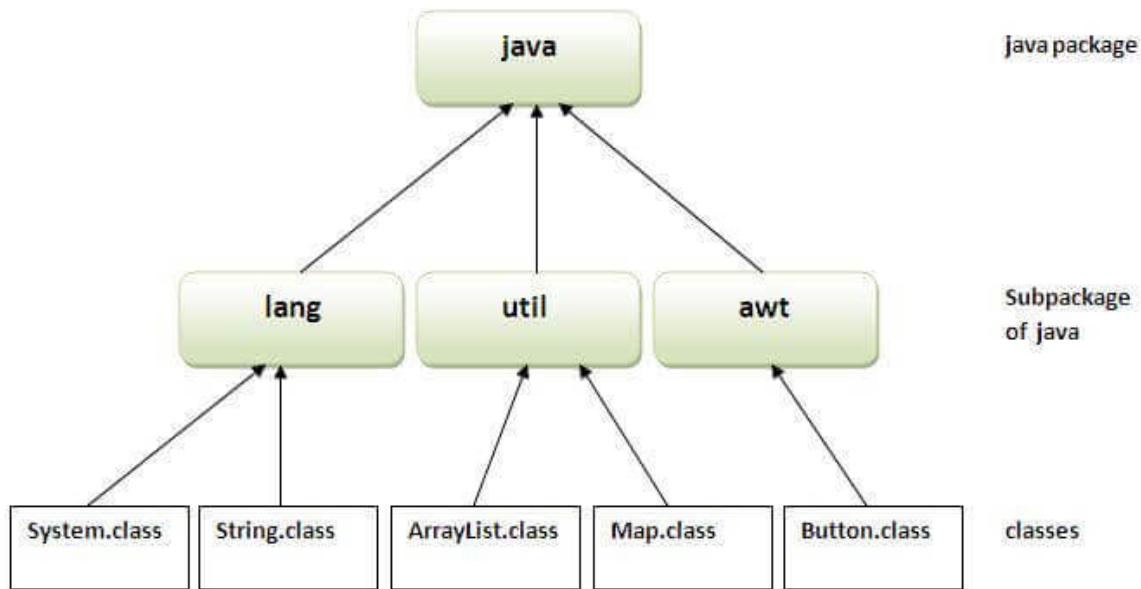 java
java package
lang
util
awt
Subpackage
of java
System.class
String.class
ArrayList.class
Map.class
Button.class
classes